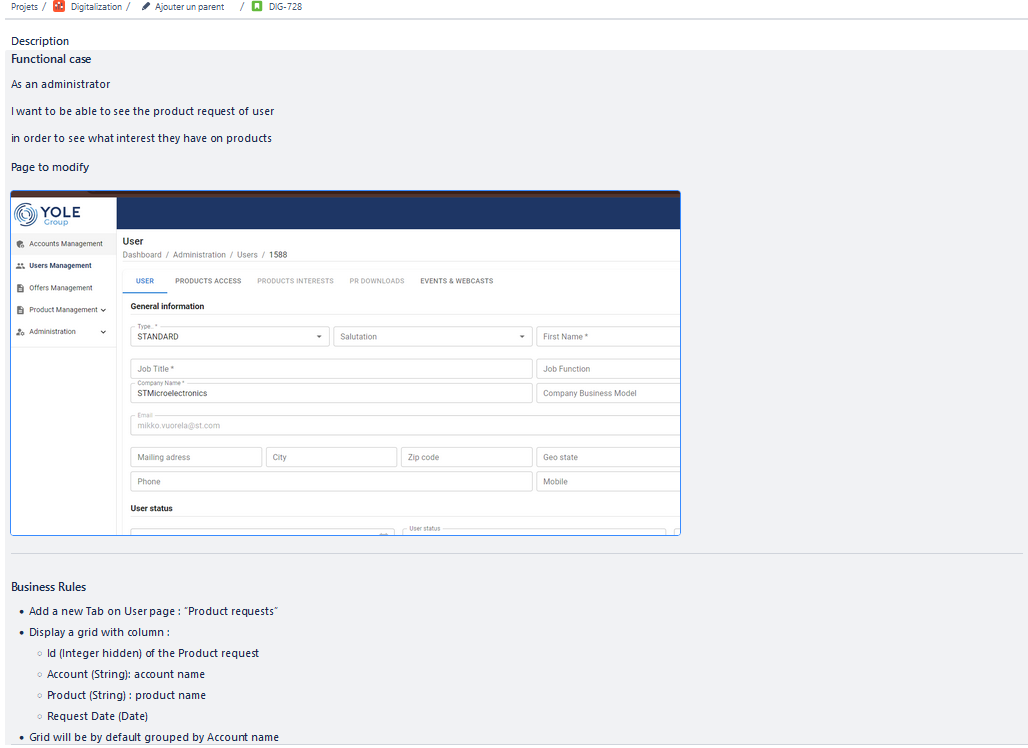 Projets / Digitalization / Ajouter un parent / DIG-728
Description
Functional case
As an administrator
I want to be able to see the product request of user
in order to see what interest they have on products
Page to modify
YOLE
Group
Accounts Management
Users Management
Offers Management
Product Management
Administration
User
Dashboard / Administration / Users / 1588
USER PRODUCTS ACCESS PRODUCTS INTERESTS PR DOWNLOADS EVENTS & WEBCASTS
General information
Type *
STANDARD Salutation First Name *
Job Title * Job Function
Company Name *
STMicroelectronics Company Business Model
Email
mikko.vuorela@st.com
Mailing adress City Zip code Geo state
Phone Mobile
User status
User status
Business Rules
• Add a new Tab on User page : "Product requests"
• Display a grid with column :
○ Id (Integer hidden) of the Product request
○ Account (String): account name
○ Product (String) : product name
○ Request Date (Date)
• Grid will be by default grouped by Account name